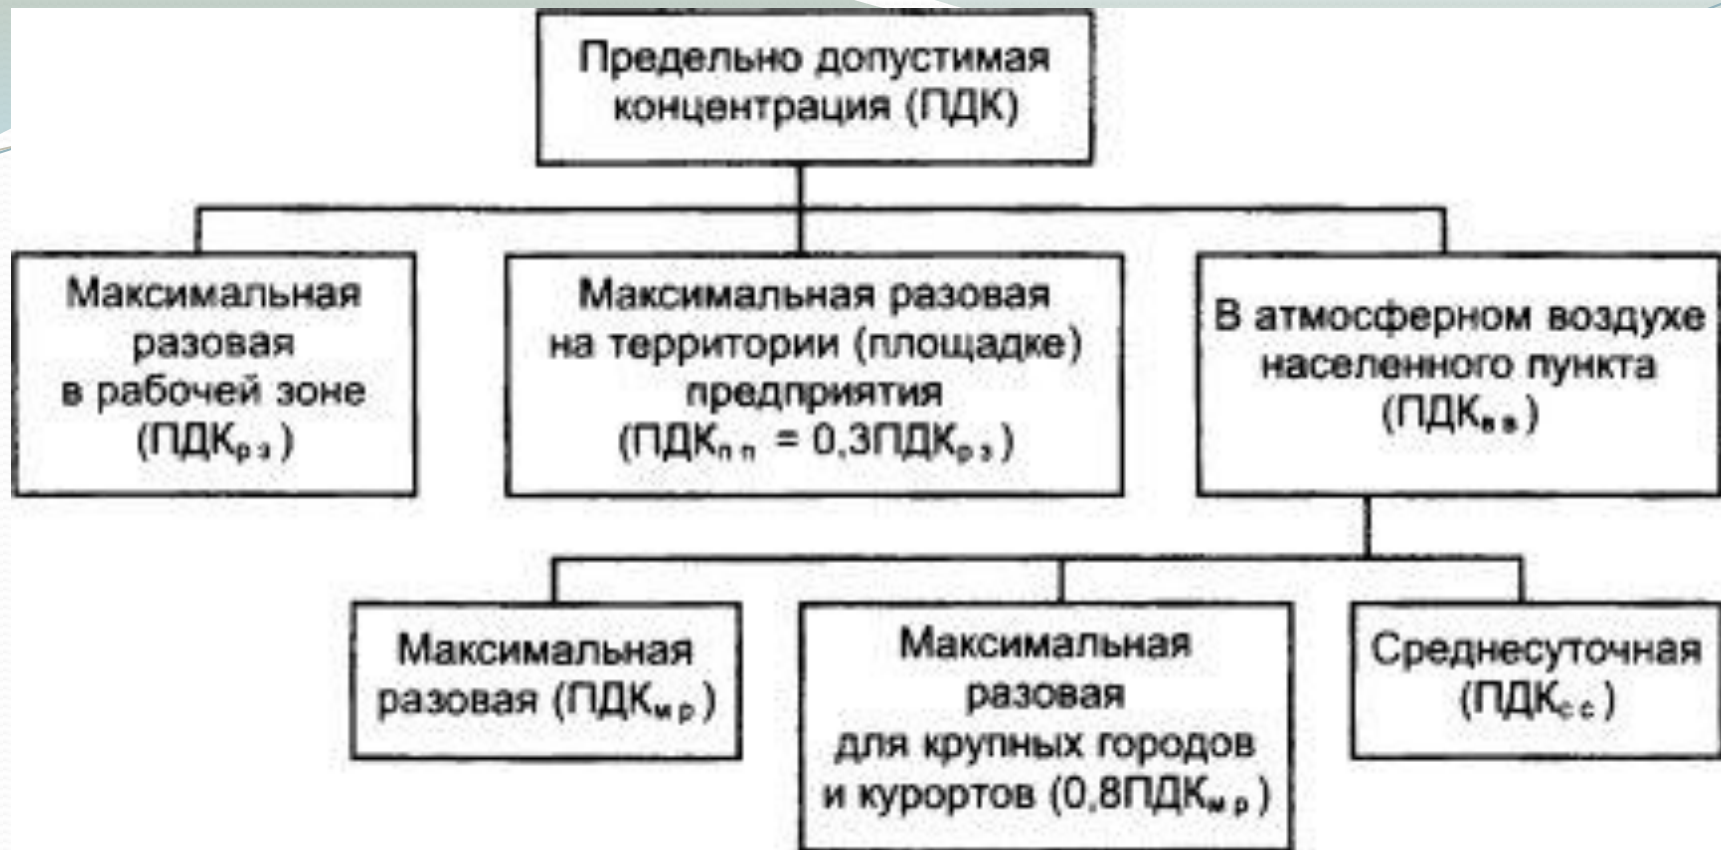 Предельно допустимая
концентрация (ПДК)
Максимальная
разовая
в рабочей зоне
(ПДКр з)
Максимальная разовая
на территории (площадке)
предприятия
(ПДКп п = 0,3ПДКр з)
В атмосферном воздухе
населенного пункта
(ПДКв в)
Максимальная
разовая (ПДКм р)
Максимальная
разовая
для крупных городов
и курортов (0,8ПДКм р)
Среднесуточная
(ПДКс с)